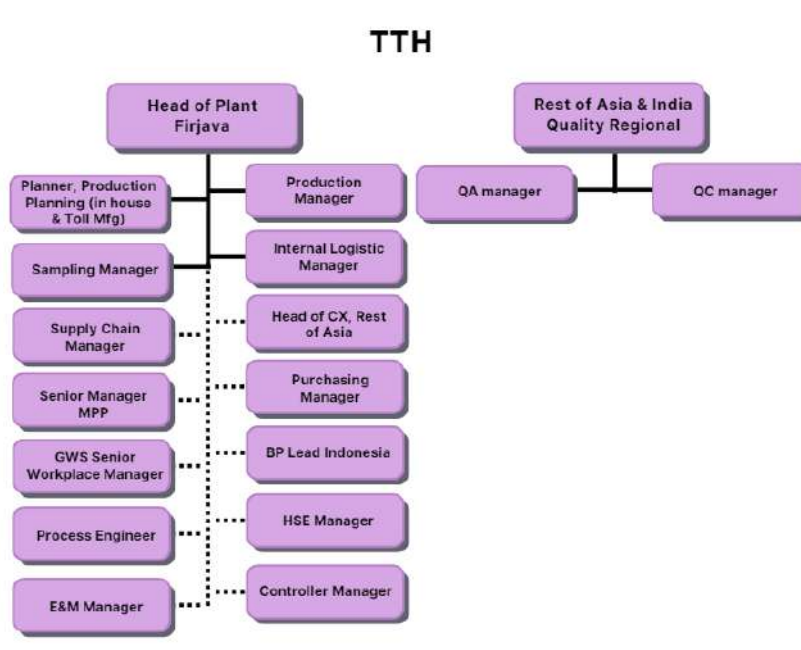 TTH
Head of Plant
Firjava
Planner, Production
Planning (in house
& Toll Mfg)
Sampling Manager
Supply Chain
Manager
Senior Manager
MPP
GWS Senior
Workplace Manager
Process Engineer
E&M Manager
Production
Manager
Internal Logistic
Manager
Head of CX, Rest
of Asia
Purchasing
Manager
BP Lead Indonesia
HSE Manager
Controller Manager
Rest of Asia & India
Quality Regional
QA manager
QC manager